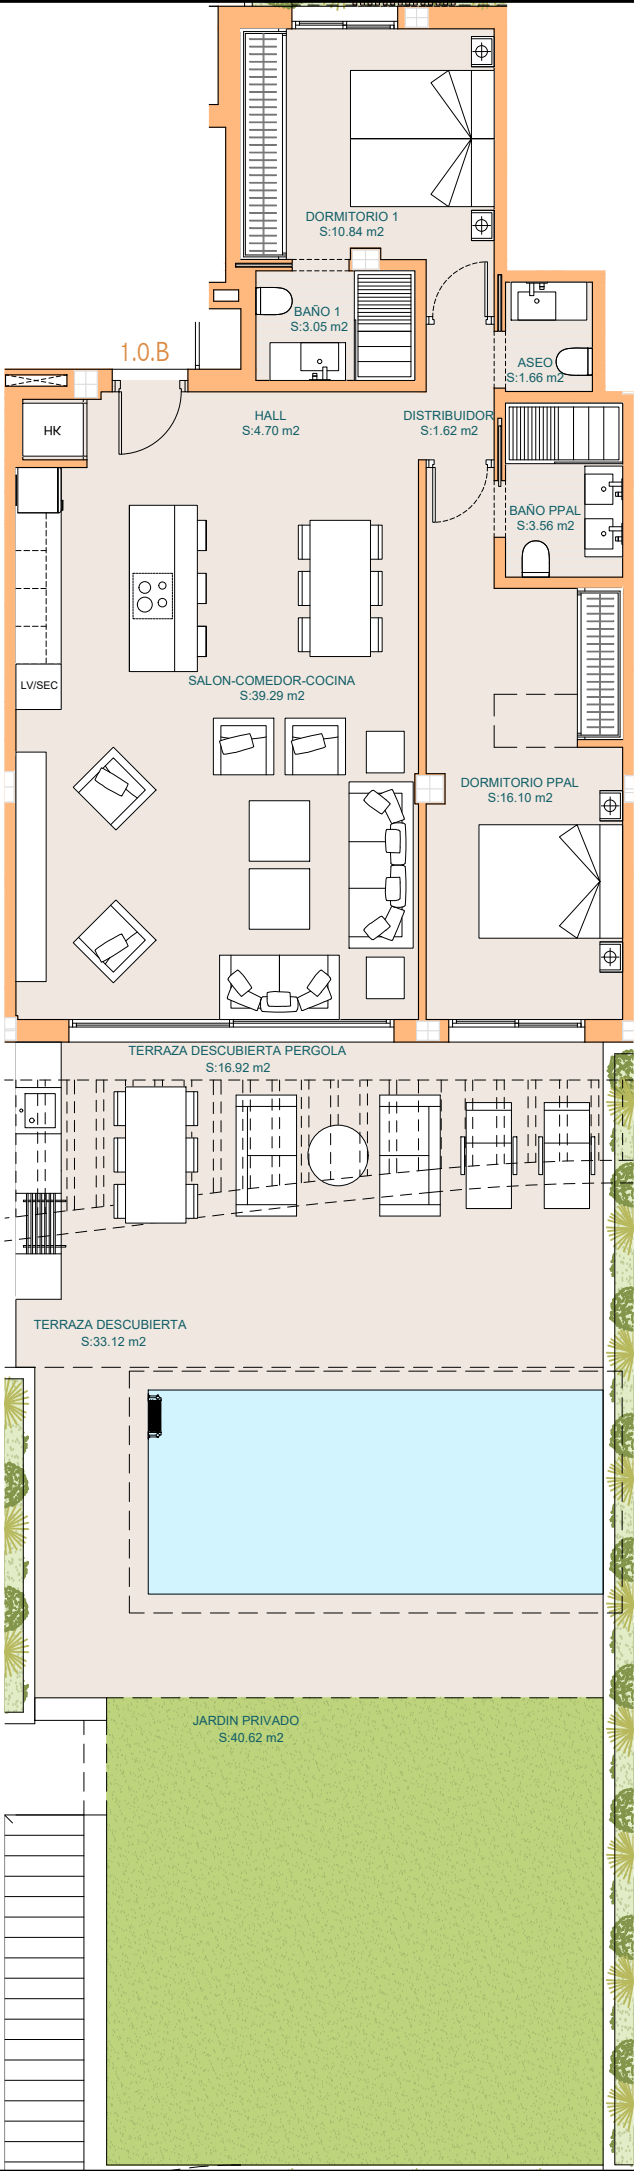 DORMITORIO 1
S:10.84 m2
BAÑO 1
S:3.05 m2
1.0.B
ASEO
S:1.66 m2
HALL
S:4.70 m2
DISTRIBUIDOR
S:1.62 m2
HK
BAÑO PPAL
S:3.56 m2
LV/SEC
SALON-COMEDOR-COCINA
S:39.29 m2
DORMITORIO PPAL
S:16.10 m2
TERRAZA DESCUBIERTA PERGOLA
S:16.92 m2
TERRAZA DESCUBIERTA
S:33.12 m2
JARDIN PRIVADO
S:40.62 m2